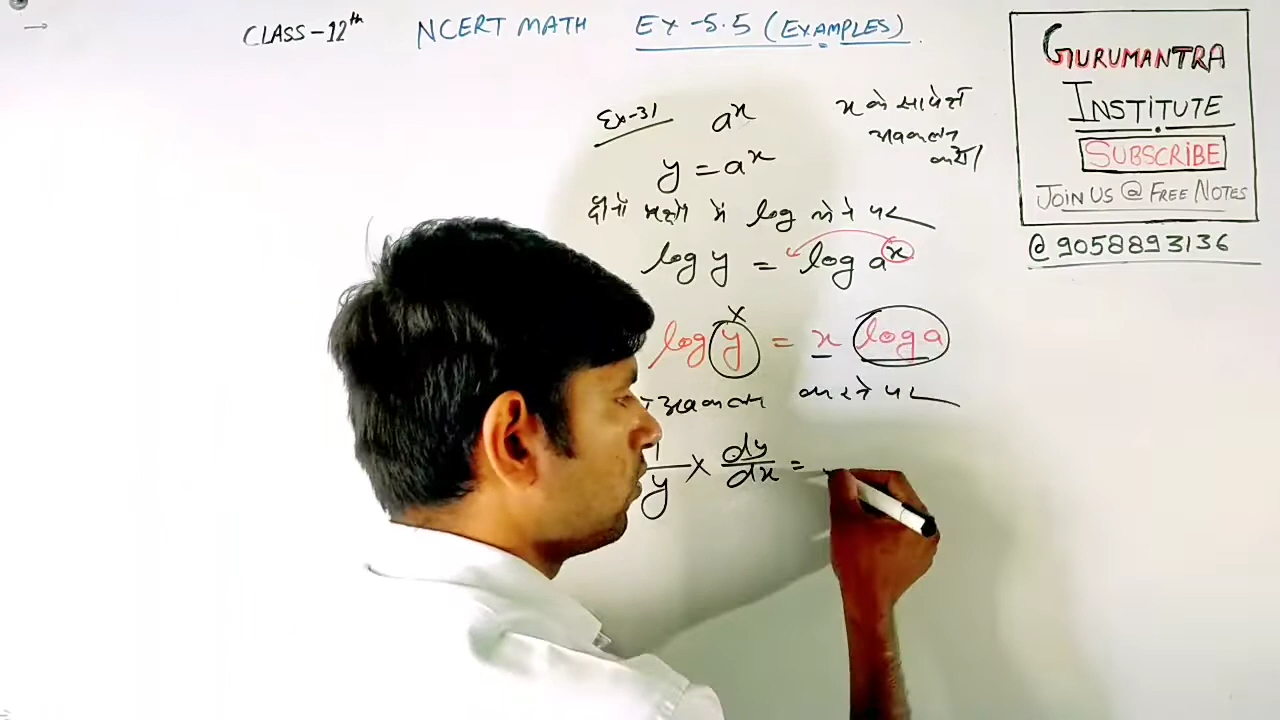 CLASS-12th NCERT MATH EX-5.5 (EXAMPLES)
Ex-31 a^x
x के सापेक्ष
अवकलन
करो।
y = a^x
दोनों पक्षों में log लेने पर
log y = log a^x
log y = x log a
अवकलन करने पर
1/y × dy/dx =
GURUMANTRA
INSTITUTE
SUBSCRIBE
JOIN US @ FREE NOTES
@ 9058893136